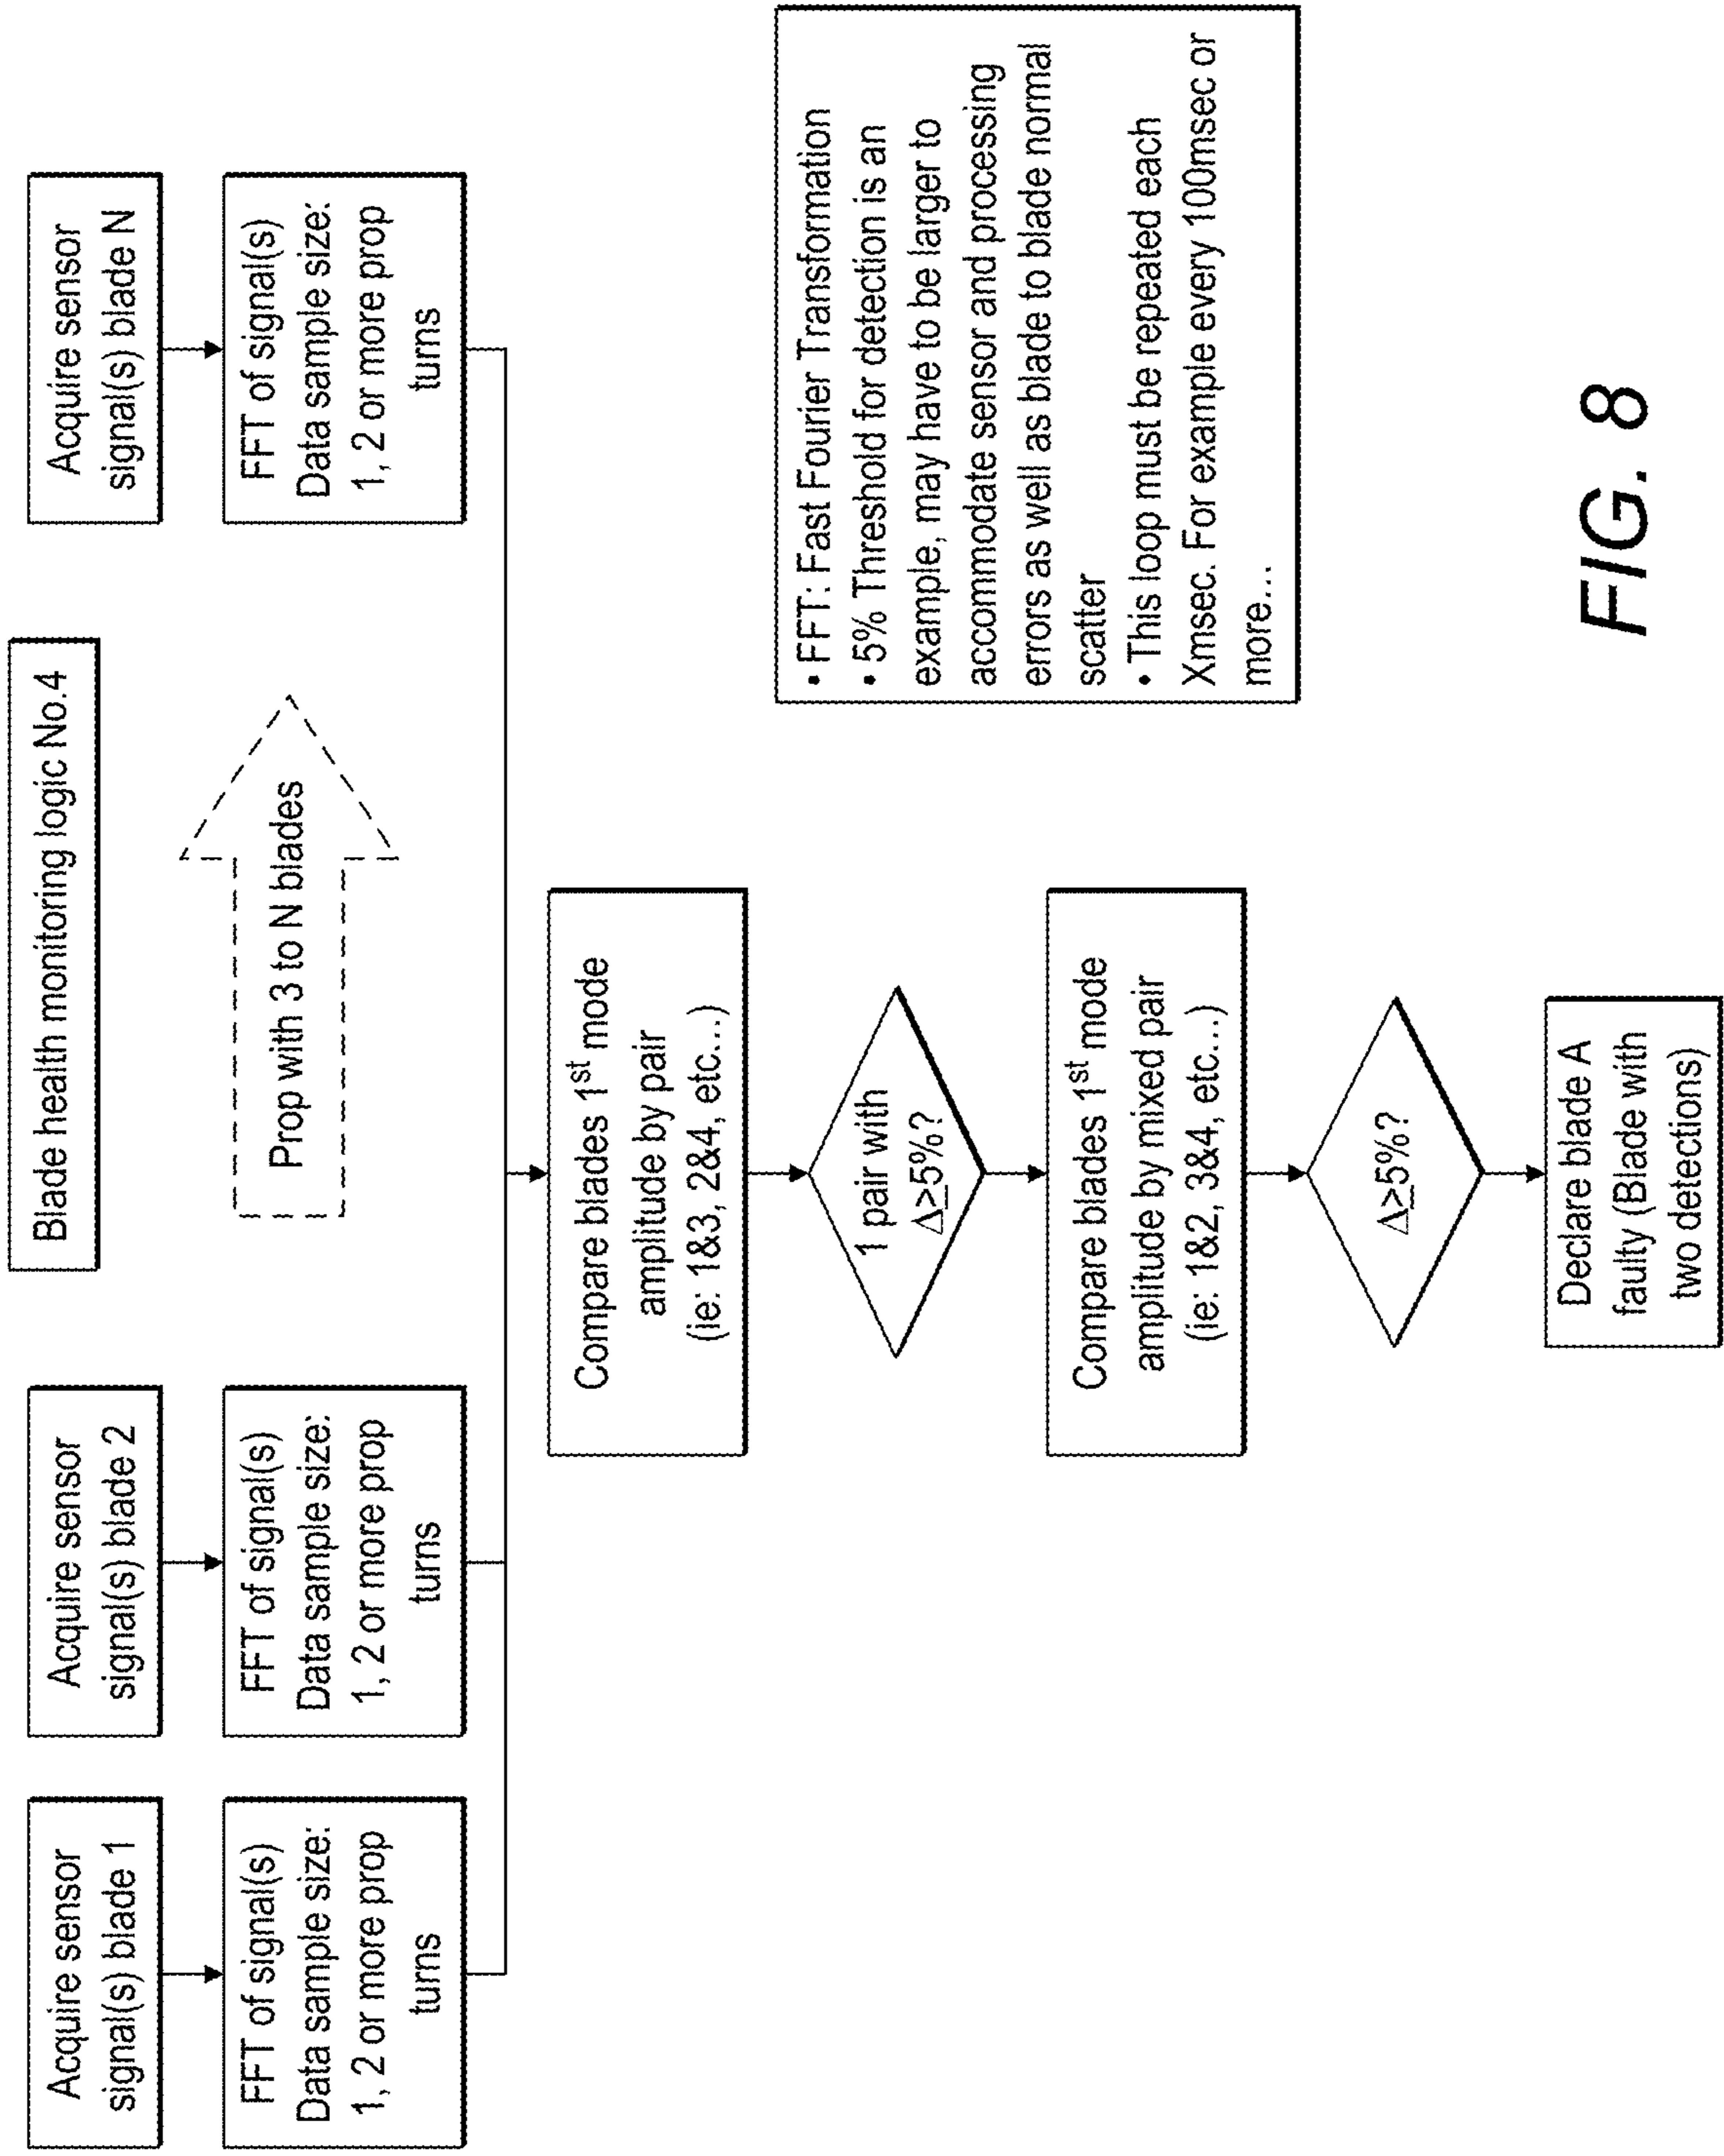 Blade health monitoring logic No.4
Acquire sensor
signal(s) blade 1
Acquire sensor
signal(s) blade 2
Prop with 3 to N blades
Acquire sensor
signal(s) blade N
FFT of signal(s)
Data sample size:
1, 2 or more prop
turns
FFT of signal(s)
Data sample size:
1, 2 or more prop
turns
FFT of signal(s)
Data sample size:
1, 2 or more prop
turns
Compare blades 1st mode
amplitude by pair
(ie: 1&3, 2&4, etc...)
1 pair with
Δ≥5%?
Compare blades 1st mode
amplitude by mixed pair
(ie: 1&2, 3&4, etc...)
Δ≥5%?
Declare blade A
faulty (Blade with
two detections)
• FFT: Fast Fourier Transformation
• 5% Threshold for detection is an
example, may have to be larger to
accommodate sensor and processing
errors as well as blade to blade normal
scatter
• This loop must be repeated each
Xmsec. For example every 100msec or
more...
FIG. 8